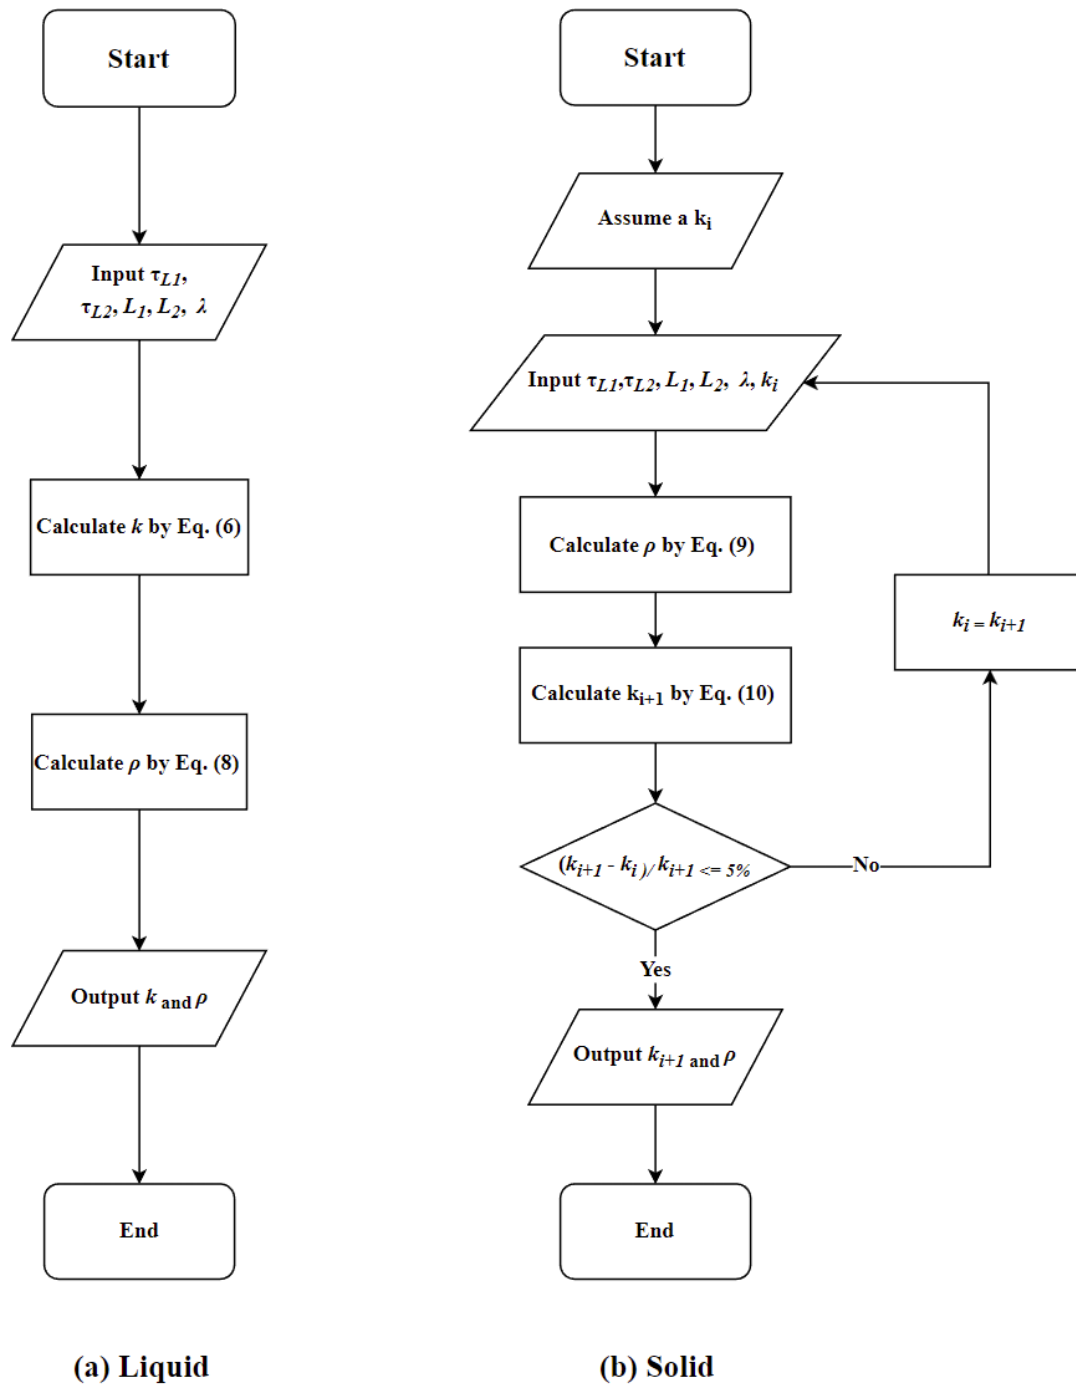 Start
Input τL1,
τL2, L1, L2, λ
Calculate k by Eq. (6)
Calculate ρ by Eq. (8)
Output k and ρ
End
(a) Liquid
Start
Assume a ki
Input τL1,τL2, L1, L2, λ, ki
Calculate ρ by Eq. (9)
Calculate ki+1 by Eq. (10)
(ki+1 - ki )/ ki+1 <= 5%
No
ki = ki+1
Yes
Output ki+1 and ρ
End
(b) Solid